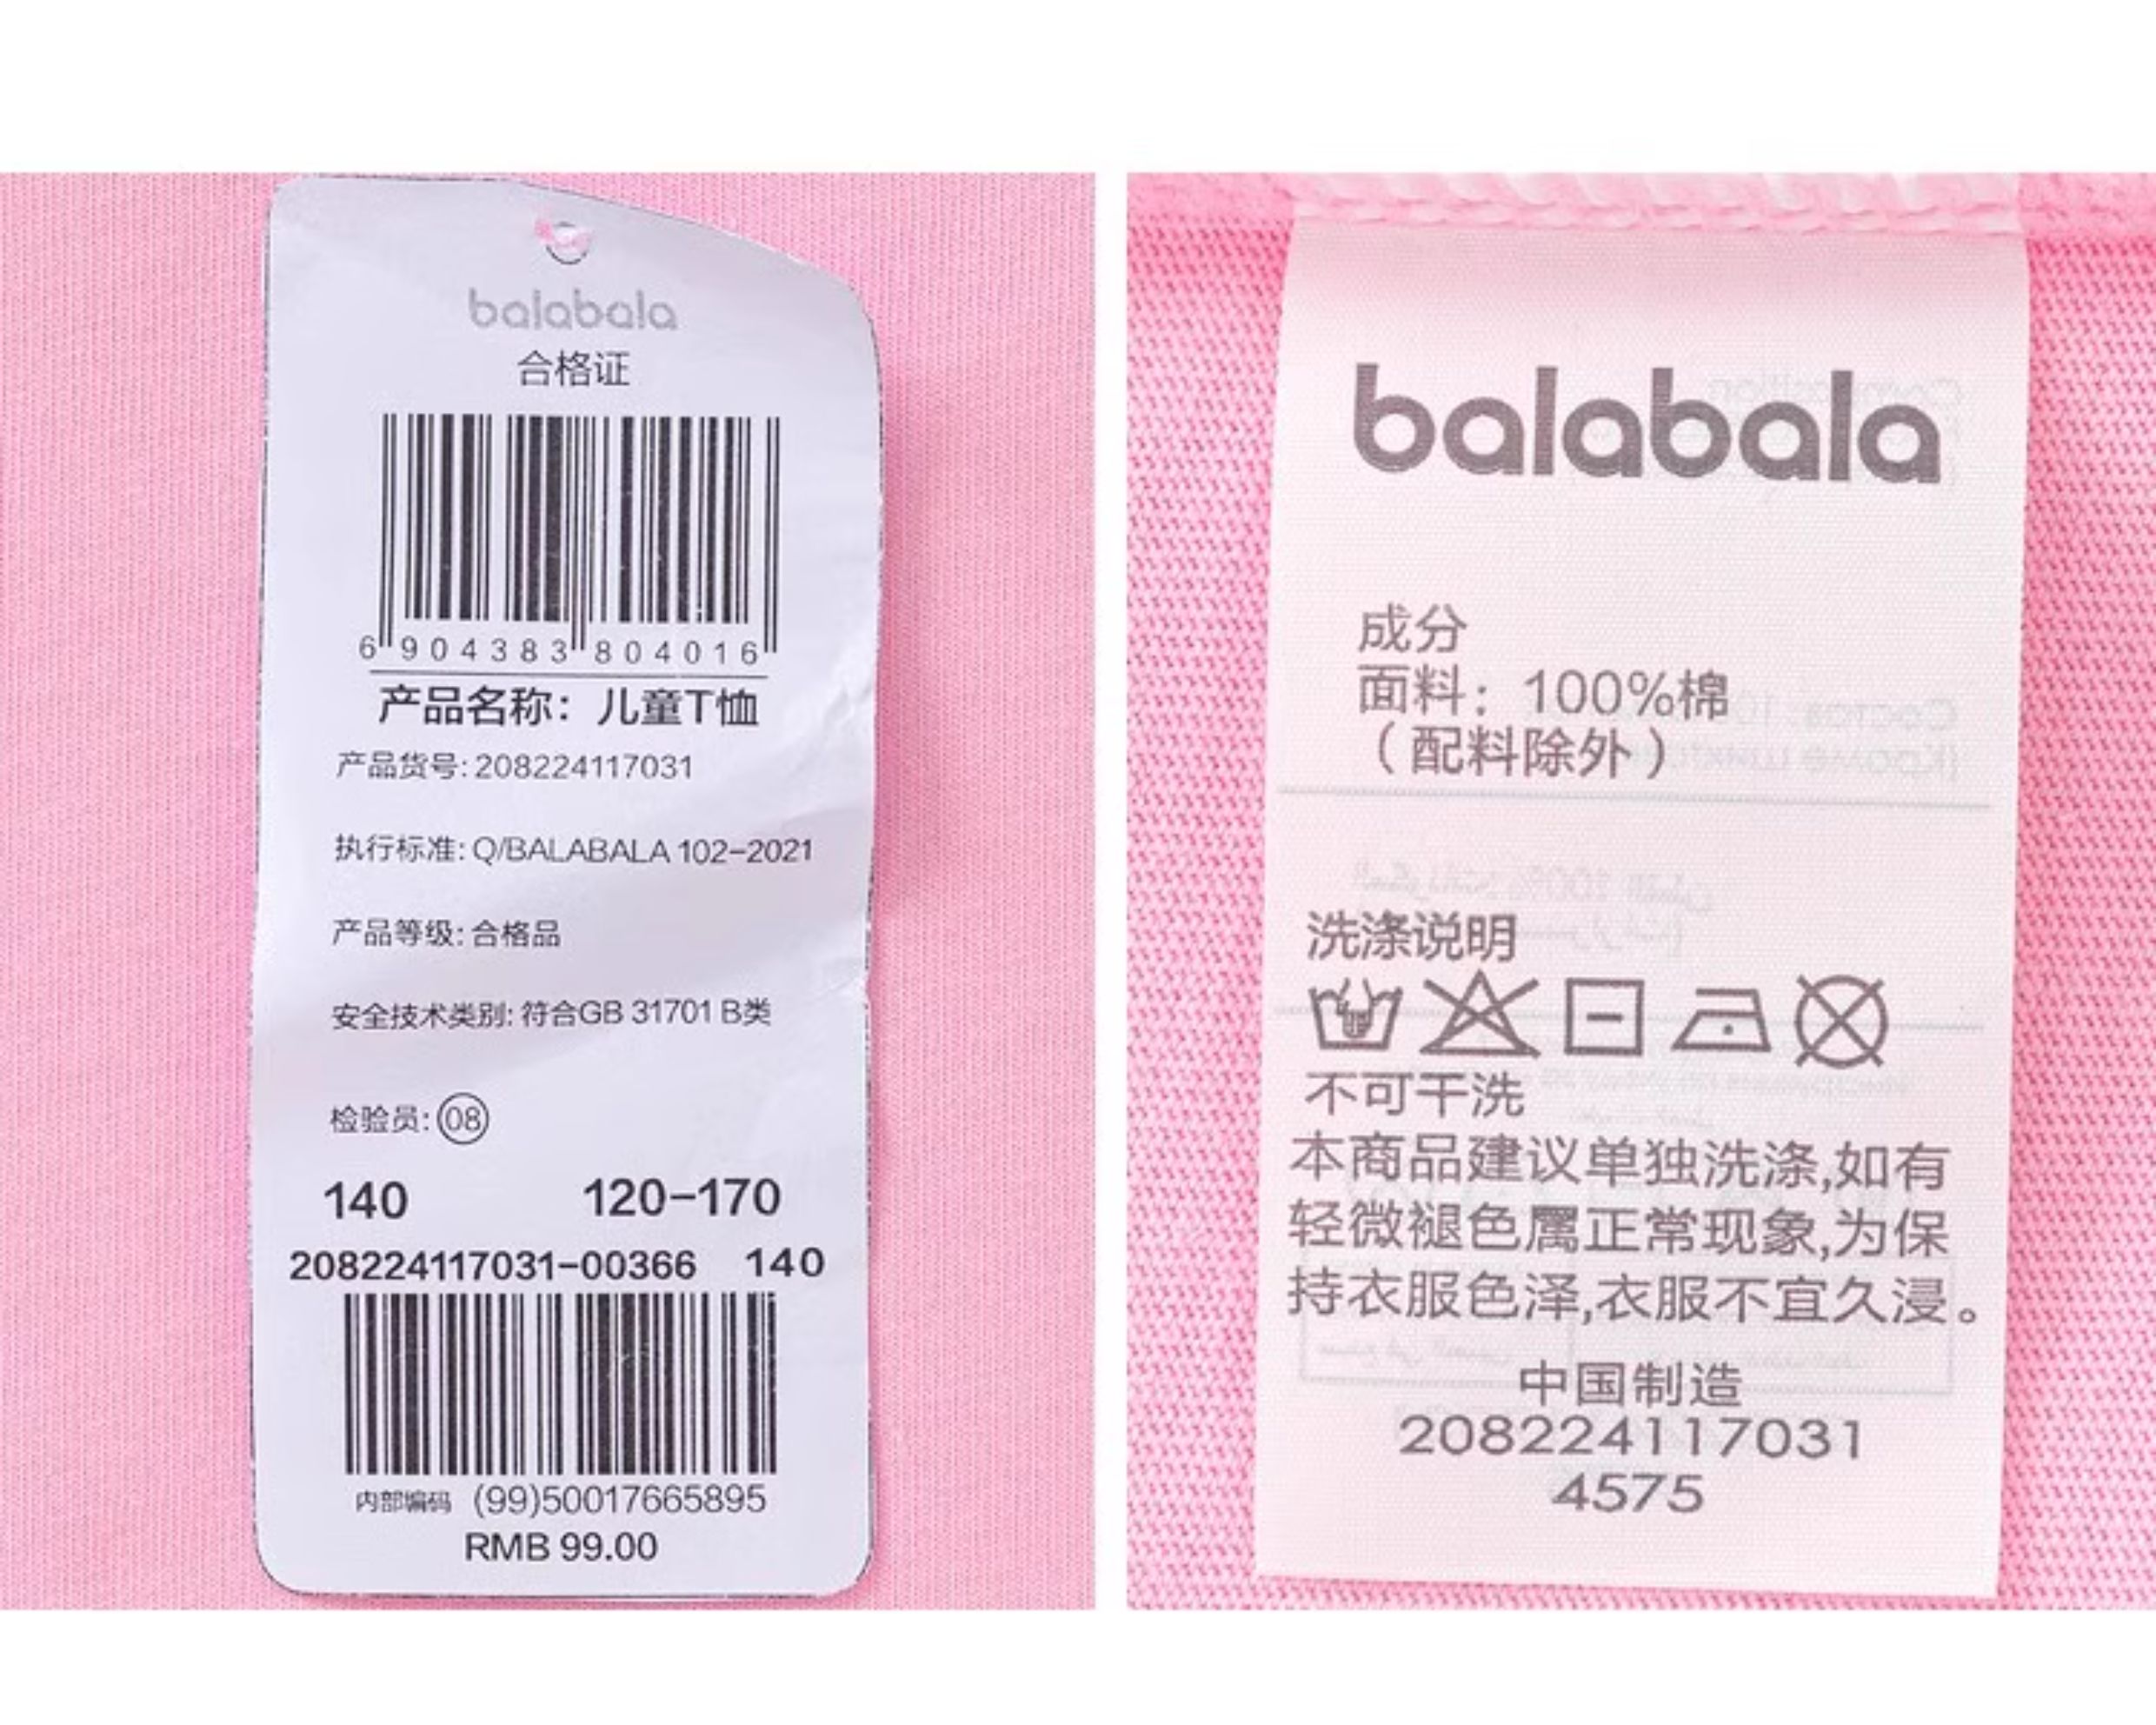 balabala
合格证
6 904383 804016
产品名称：儿童T恤
产品货号: 208224117031
执行标准: Q/BALABALA 102-2021
产品等级: 合格品
安全技术类别: 符合GB 31701 B类
检验员: 08
140 120-170
208224117031-00366 140
内部编码 (99)50017665895
RMB 99.00
balabala
成分
面料：100%棉
（配料除外）
洗涤说明
不可干洗
本商品建议单独洗涤,如有
轻微褪色属正常现象,为保
持衣服色泽,衣服不宜久浸。
中国制造
208224117031
4575